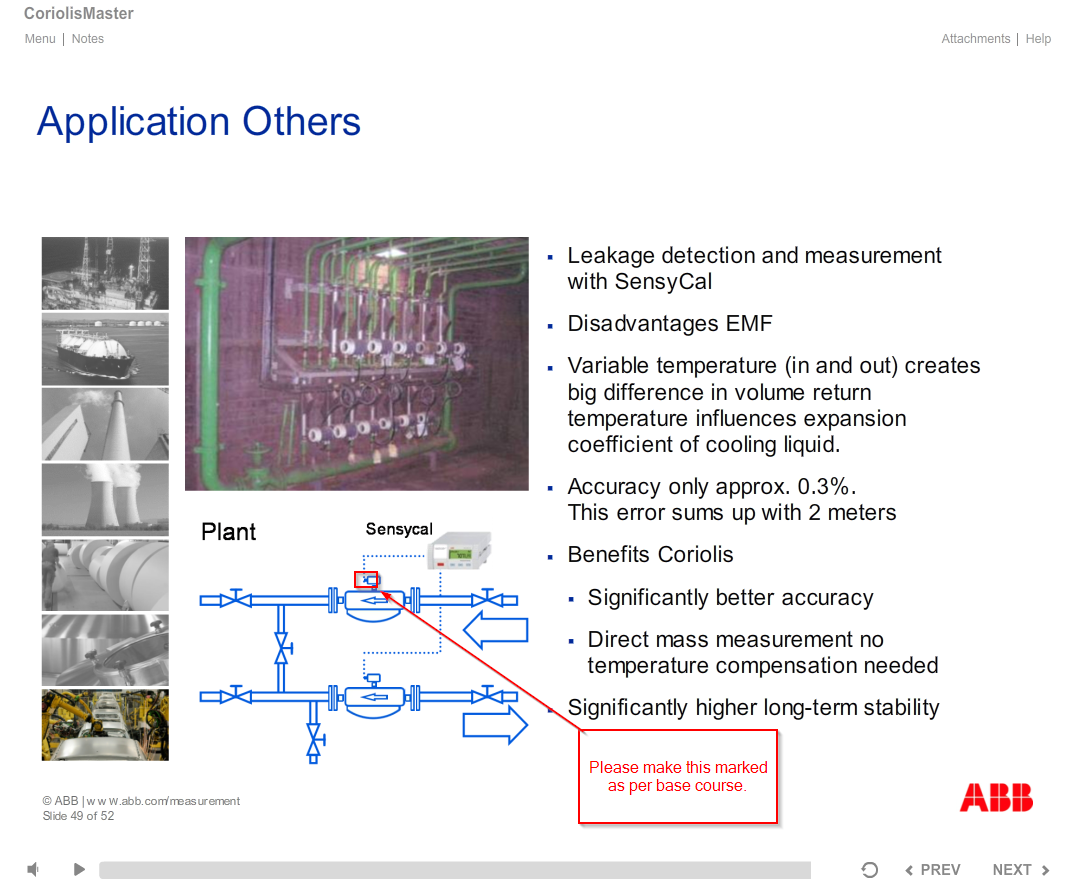 CoriolisMaster
Menu | Notes
Attachments | Help
Application Others
Leakage detection and measurement
with SensyCal
Disadvantages EMF
Variable temperature (in and out) creates
big difference in volume return
temperature influences expansion
coefficient of cooling liquid.
Accuracy only approx. 0.3%.
This error sums up with 2 meters
Benefits Coriolis
Significantly better accuracy
Direct mass measurement no
temperature compensation needed
Significantly higher long-term stability
Plant
Sensycal
Please make this marked
as per base course.
© ABB | www.abb.com/measurement
Slide 49 of 52
ABB
PREV
NEXT